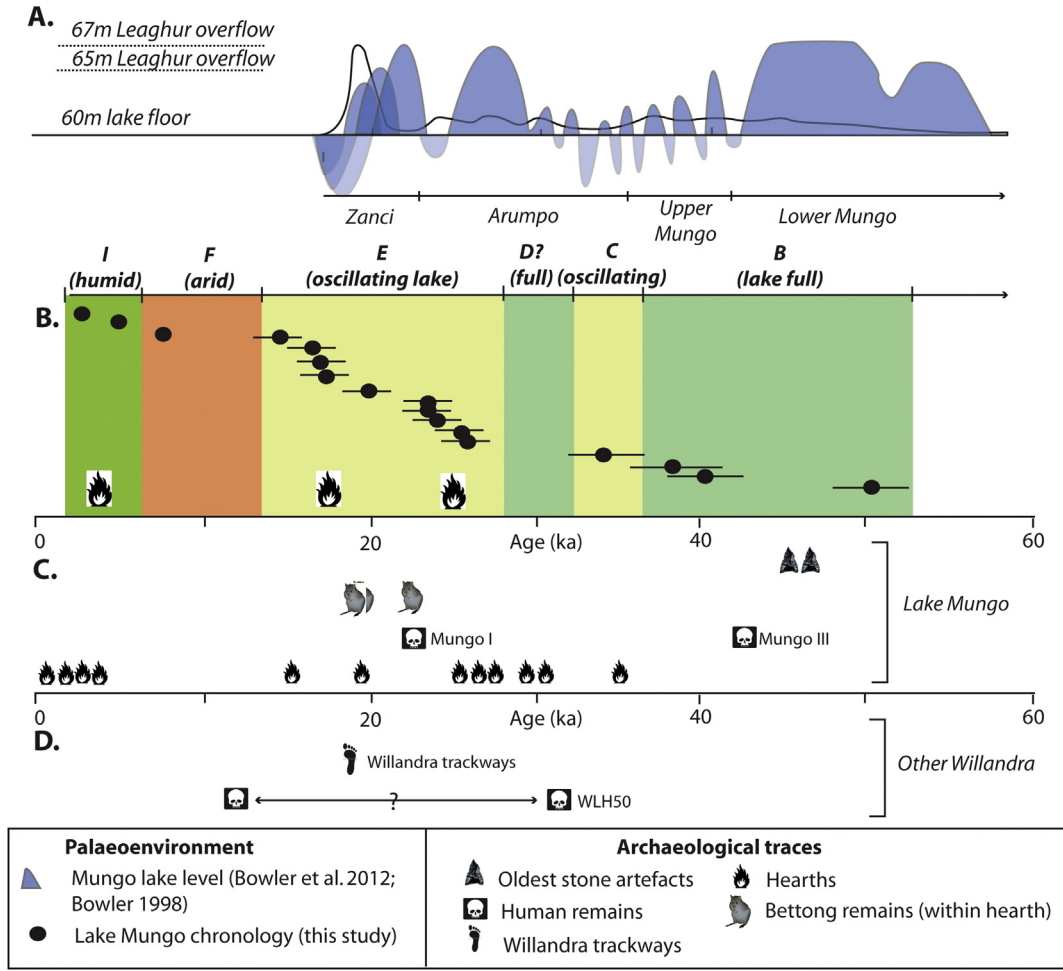 A.
67m Leaghur overflow
65m Leaghur overflow
60m lake floor
Zanci
Arumpo
Upper
Mungo
Lower Mungo
I
(humid)
F
(arid)
E
(oscillating lake)
D?
(full)
C
(oscillating)
B
(lake full)
B.
0
20
Age (ka)
40
60
C.
Mungo I
Mungo III
Lake Mungo
0
20
Age (ka)
40
60
D.
Willandra trackways
?
WLH50
Other Willandra
Palaeoenvironment
Mungo lake level (Bowler et al. 2012;
Bowler 1998)
Lake Mungo chronology (this study)
Archaeological traces
Oldest stone artefacts
Human remains
Willandra trackways
Hearths
Bettong remains (within hearth)